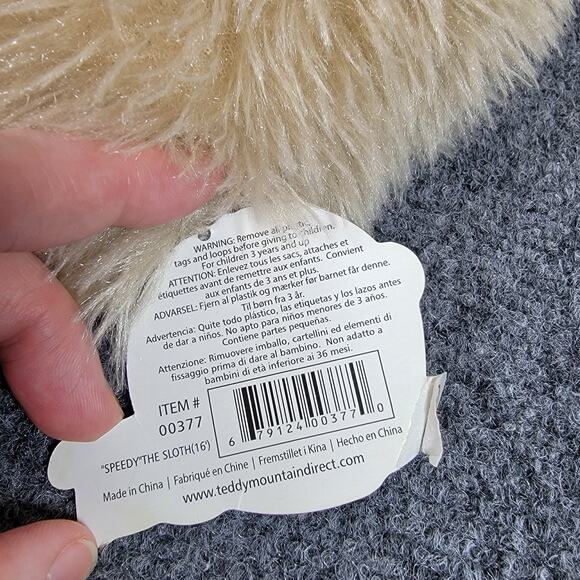 WARNING: Remove all plastic,
tags and loops before giving to children.
For children 3 years and up
ATTENTION: Enlevez tous les sacs, attaches et
étiquettes avant de remettre aux enfants. Convient
aux enfants de 3 ans et plus.
ADVARSEL: Fjern al plastik og mærker før barnet får denne.
Til børn fra 3 år.
Advertencia: Quite todo plástico, las etiquetas y los lazos antes
de dar a niños. No apto para niños menores de 3 años.
Contiene partes pequeñas.
Attenzione: Rimuovere imballo, cartellini ed elementi di
fissaggio prima di dare al bambino. Non adatto a
bambini di età inferiore ai 36 mesi.
ITEM #
00377
6 79124 00377 0
"SPEEDY"THE SLOTH(16')
Made in China | Fabriqué en Chine | Fremstillet i Kina | Hecho en China
www.teddymountaindirect.com